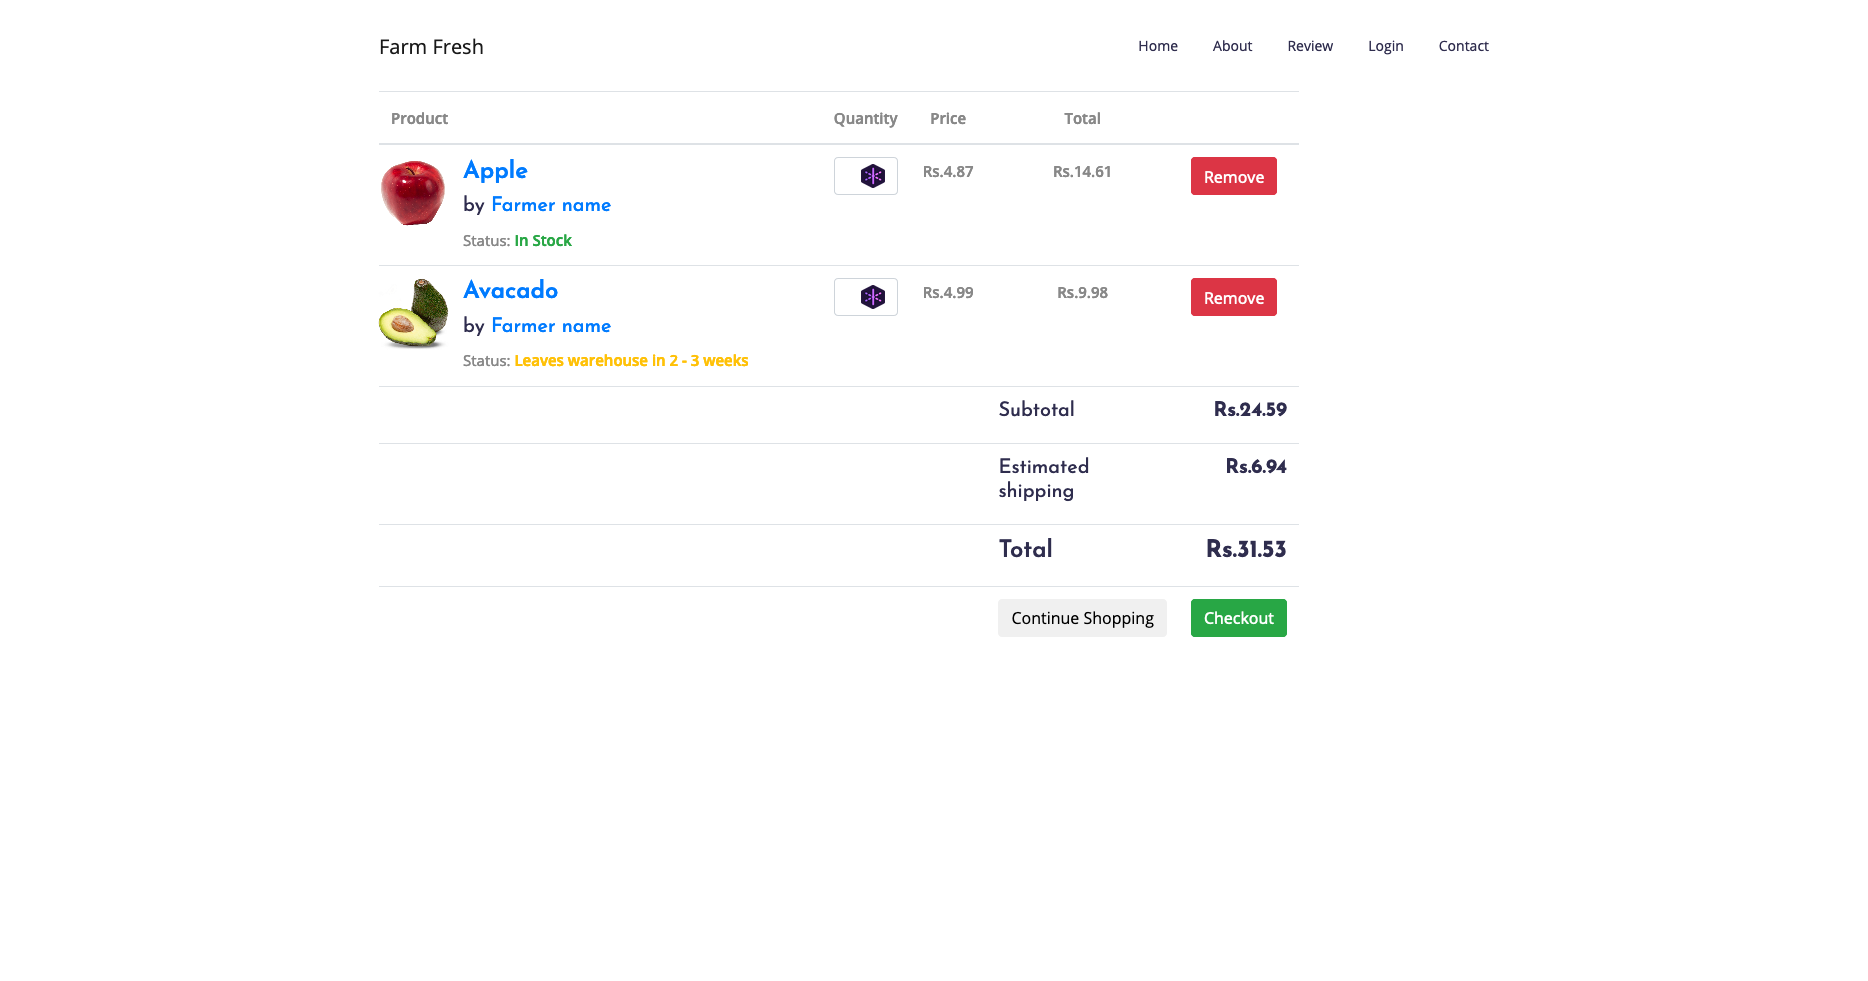 Farm Fresh
Home About Review Login Contact
Product Quantity Price Total
Apple
by Farmer name
Status: In Stock
Rs.4.87 Rs.14.61 Remove
Avacado
by Farmer name
Status: Leaves warehouse in 2 - 3 weeks
Rs.4.99 Rs.9.98 Remove
Subtotal Rs.24.59
Estimated
shipping
Rs.6.94
Total Rs.31.53
Continue Shopping Checkout